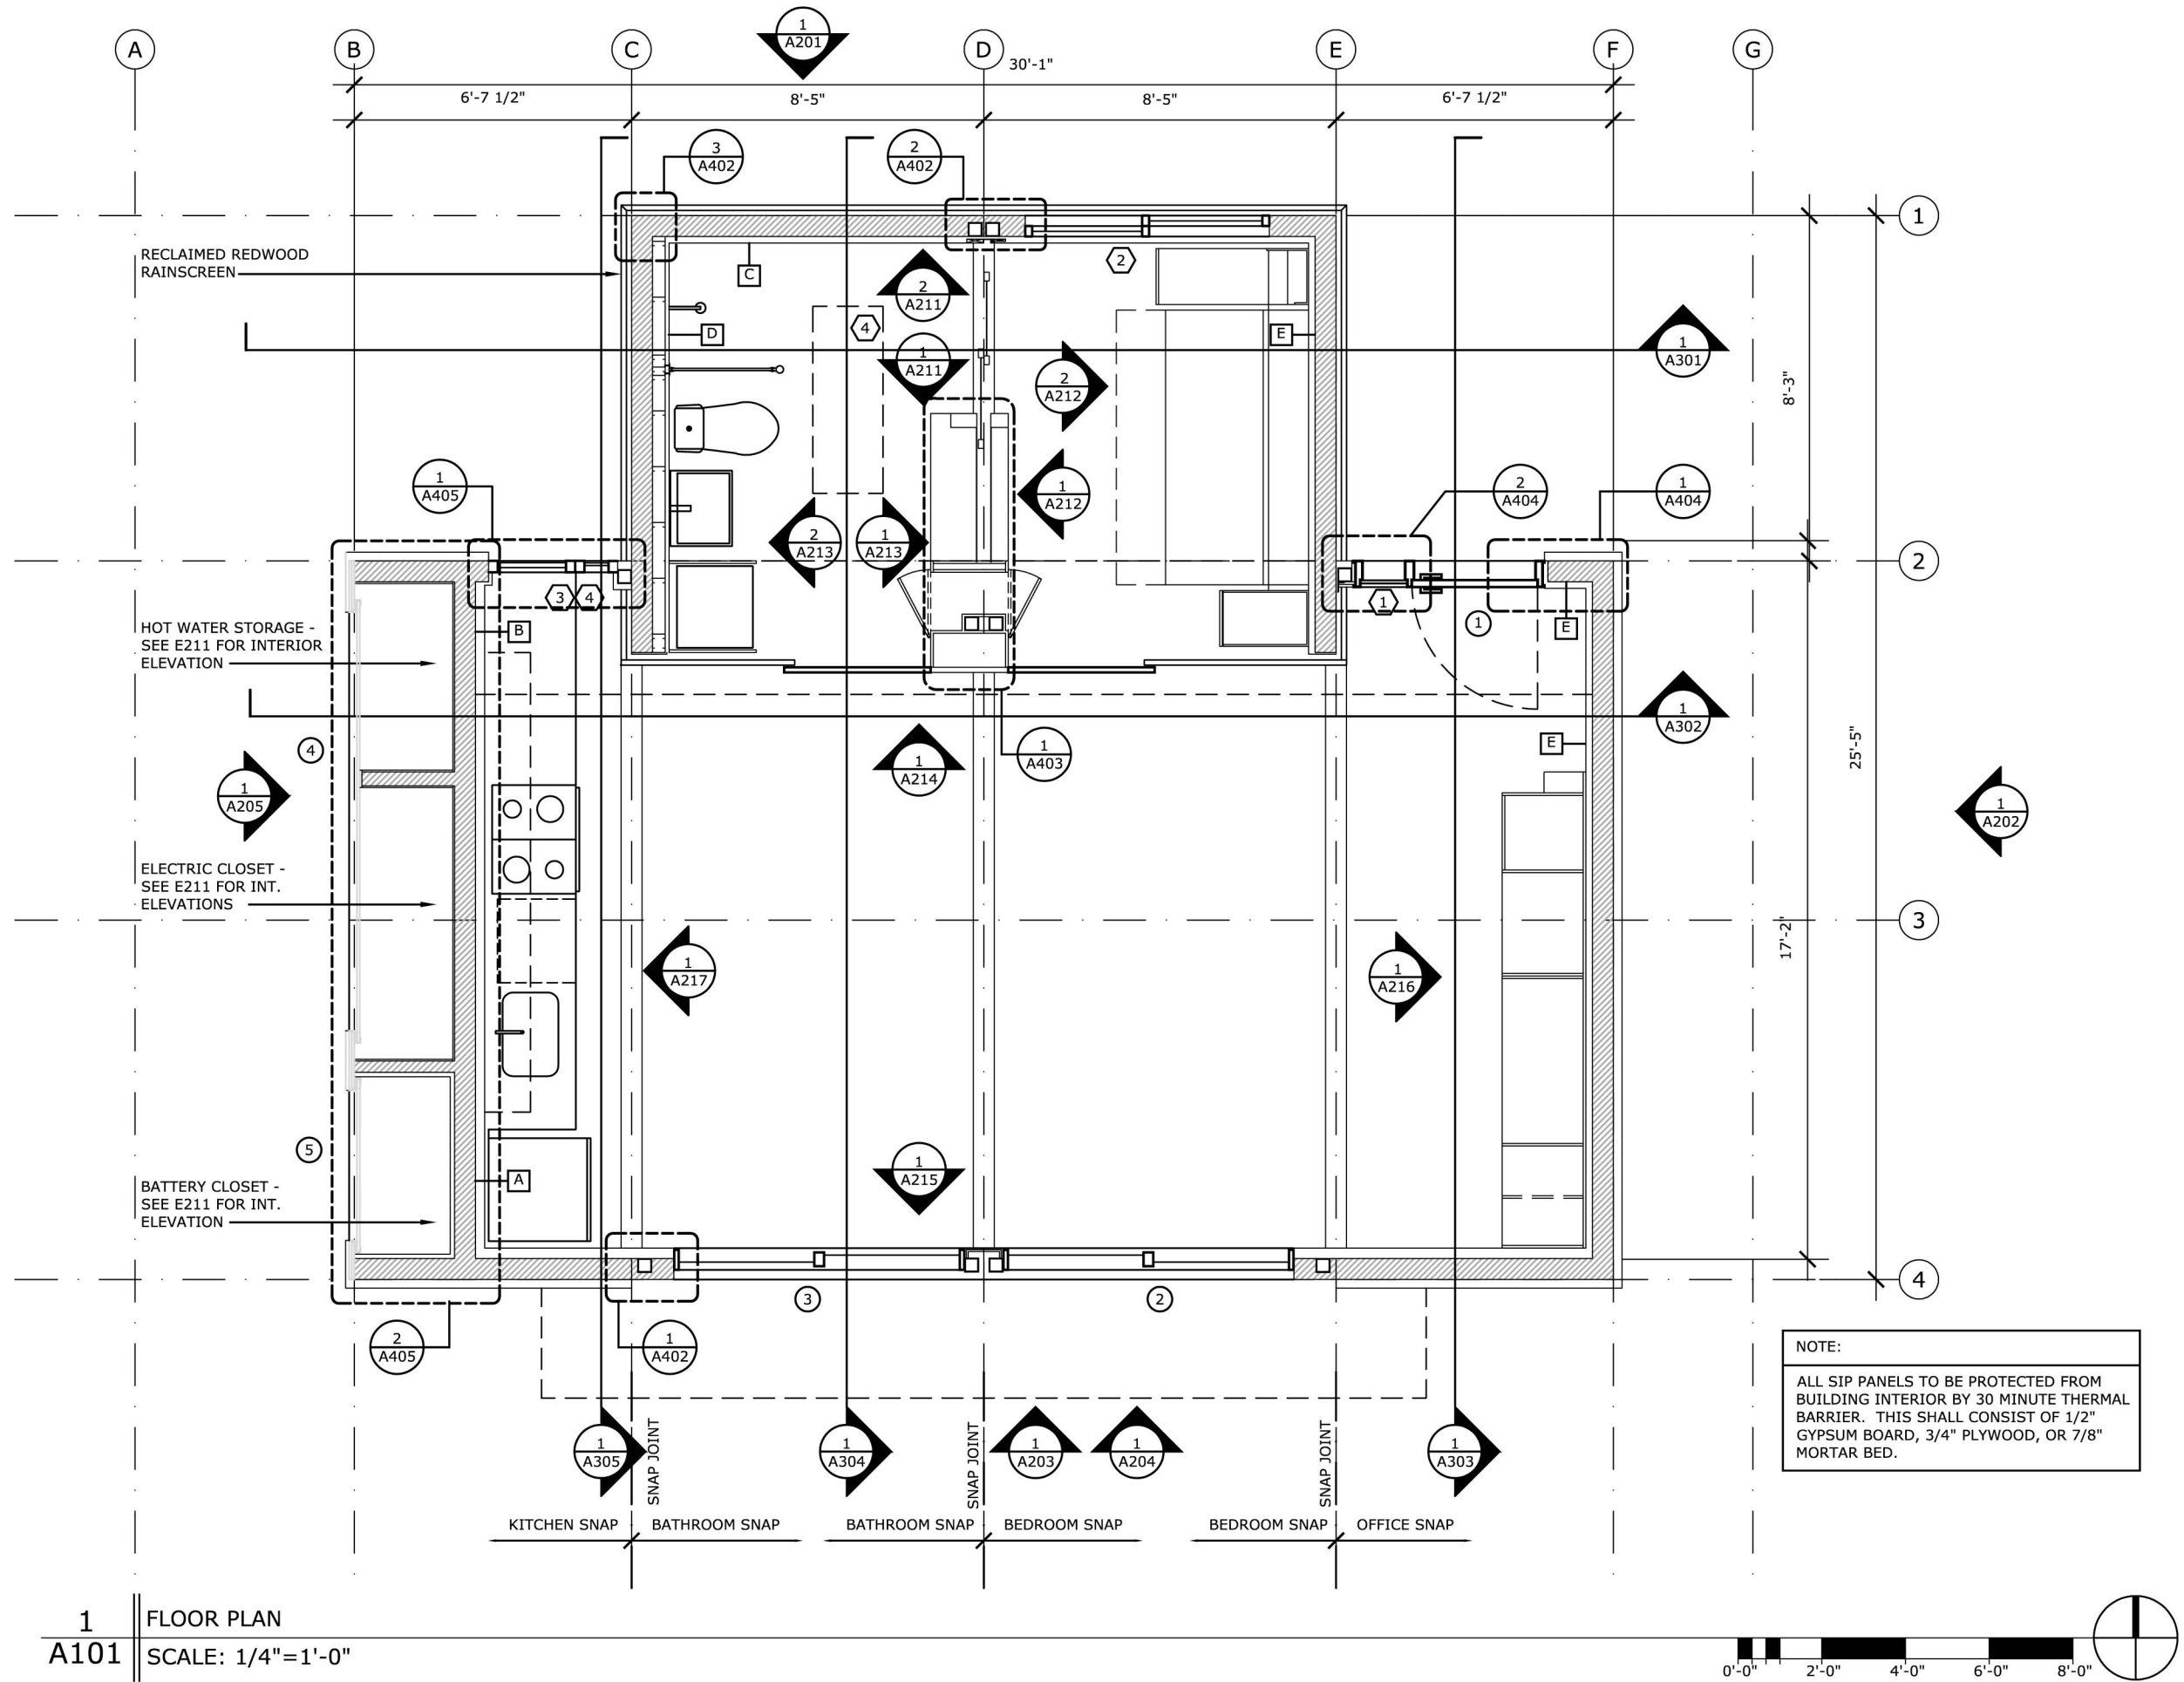 1
A201
A
B
C
D
E
F
G
30'-1"
6'-7 1/2"
8'-5"
8'-5"
6'-7 1/2"
3
A402
2
A402
1
RECLAIMED REDWOOD
RAINSCREEN
C
2
2
A211
4
D
E
1
A211
1
A301
2
A212
8'-3"
1
A405
1
A212
2
A404
1
A404
2
A213
1
A213
2
3
4
1
1
E
B
HOT WATER STORAGE -
SEE E211 FOR INTERIOR
ELEVATION
1
A302
4
E
1
A403
1
A214
25'-5"
1
A205
1
A202
ELECTRIC CLOSET -
SEE E211 FOR INT.
ELEVATIONS
3
17'-2"
1
A217
1
A216
5
A
1
A215
BATTERY CLOSET -
SEE E211 FOR INT.
ELEVATION
4
3
2
2
A405
1
A402
NOTE:
ALL SIP PANELS TO BE PROTECTED FROM
BUILDING INTERIOR BY 30 MINUTE THERMAL
BARRIER. THIS SHALL CONSIST OF 1/2"
GYPSUM BOARD, 3/4" PLYWOOD, OR 7/8"
MORTAR BED.
1
A305
SNAP JOINT
1
A304
SNAP JOINT
1
A203
1
A204
SNAP JOINT
1
A303
KITCHEN SNAP
BATHROOM SNAP
BATHROOM SNAP
BEDROOM SNAP
BEDROOM SNAP
OFFICE SNAP
1
A101
FLOOR PLAN
SCALE: 1/4"=1'-0"
0'-0"
2'-0"
4'-0"
6'-0"
8'-0"